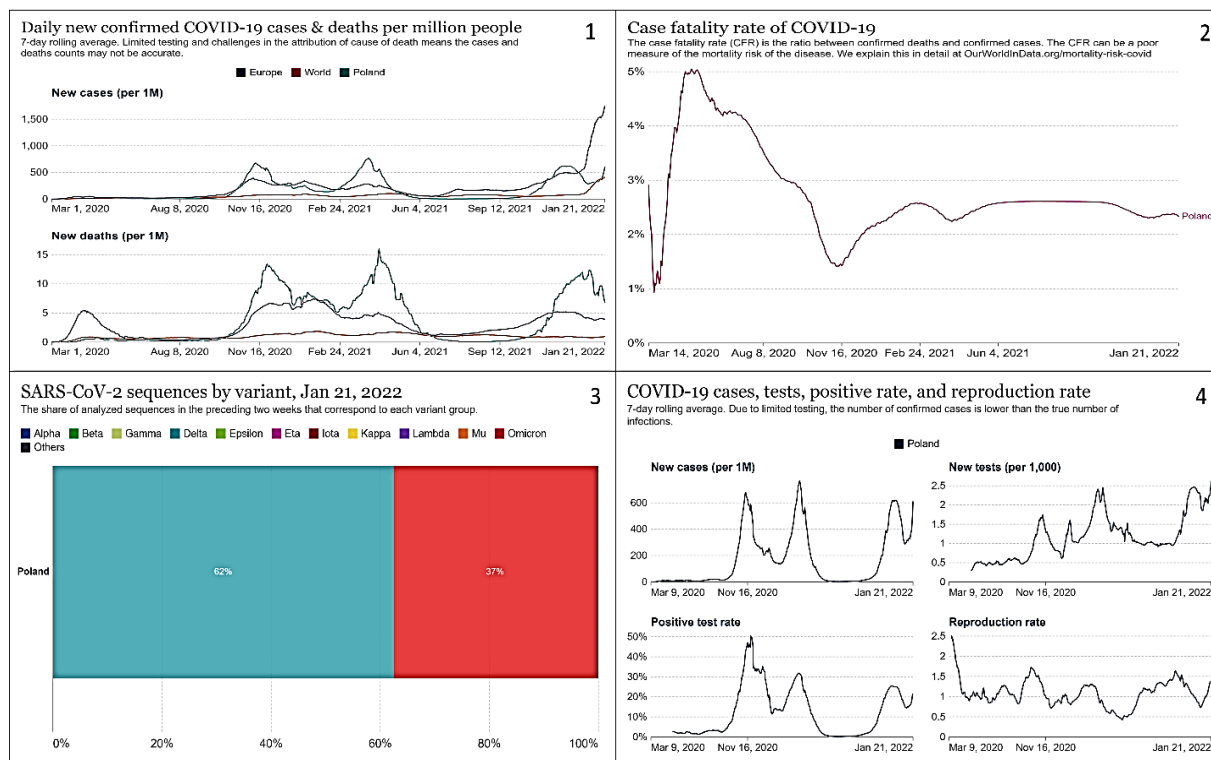 Daily new confirmed COVID-19 cases & deaths per million people
1
7-day rolling average. Limited testing and challenges in the attribution of cause of death means the cases and
deaths counts may not be accurate.
Europe World Poland
New cases (per 1M)
1,500
1,000
500
0
Mar 1, 2020 Aug 8, 2020 Nov 16, 2020 Feb 24, 2021 Jun 4, 2021 Sep 12, 2021 Jan 21, 2022
New deaths (per 1M)
15
10
5
0
Mar 1, 2020 Aug 8, 2020 Nov 16, 2020 Feb 24, 2021 Jun 4, 2021 Sep 12, 2021 Jan 21, 2022
Case fatality rate of COVID-19
2
The case fatality rate (CFR) is the ratio between confirmed deaths and confirmed cases. The CFR can be a poor
measure of the mortality risk of the disease. We explain this in detail at OurWorldInData.org/mortality-risk-covid
5%
4%
3%
2%
Poland
1%
0%
Mar 14, 2020 Aug 8, 2020 Nov 16, 2020 Feb 24, 2021 Jun 4, 2021 Jan 21, 2022
SARS-CoV-2 sequences by variant, Jan 21, 2022
3
The share of analyzed sequences in the preceding two weeks that correspond to each variant group.
Alpha Beta Gamma Delta Epsilon Eta Iota Kappa Lambda Mu Omicron
Others
Poland
62% 37%
0% 20% 40% 60% 80% 100%
COVID-19 cases, tests, positive rate, and reproduction rate
4
7-day rolling average. Due to limited testing, the number of confirmed cases is lower than the true number of
infections.
Poland
New cases (per 1M)
600
400
200
0
Mar 9, 2020 Nov 16, 2020 Jan 21, 2022
New tests (per 1,000)
2.5
2
1.5
1
0.5
0
Mar 9, 2020 Nov 16, 2020 Jan 21, 2022
Positive test rate
50%
40%
30%
20%
10%
0%
Mar 9, 2020 Nov 16, 2020 Jan 21, 2022
Reproduction rate
2.5
2
1.5
1
0.5
0
Mar 9, 2020 Nov 16, 2020 Jan 21, 2022